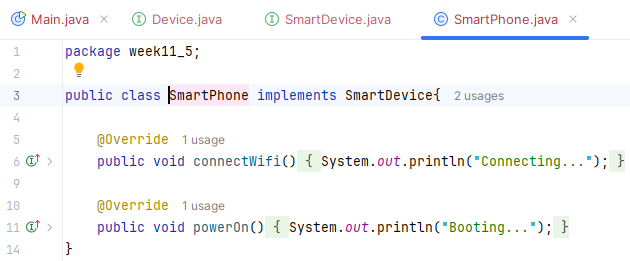 Main.java Device.java SmartDevice.java SmartPhone.java
1 package week11_5;
2
3 public class SmartPhone implements SmartDevice{ 2 usages
4
5 @Override 1 usage
6 public void connectWifi() { System.out.println("Connecting..."); }
9
10 @Override 1 usage
11 public void powerOn() { System.out.println("Booting..."); }
14 }